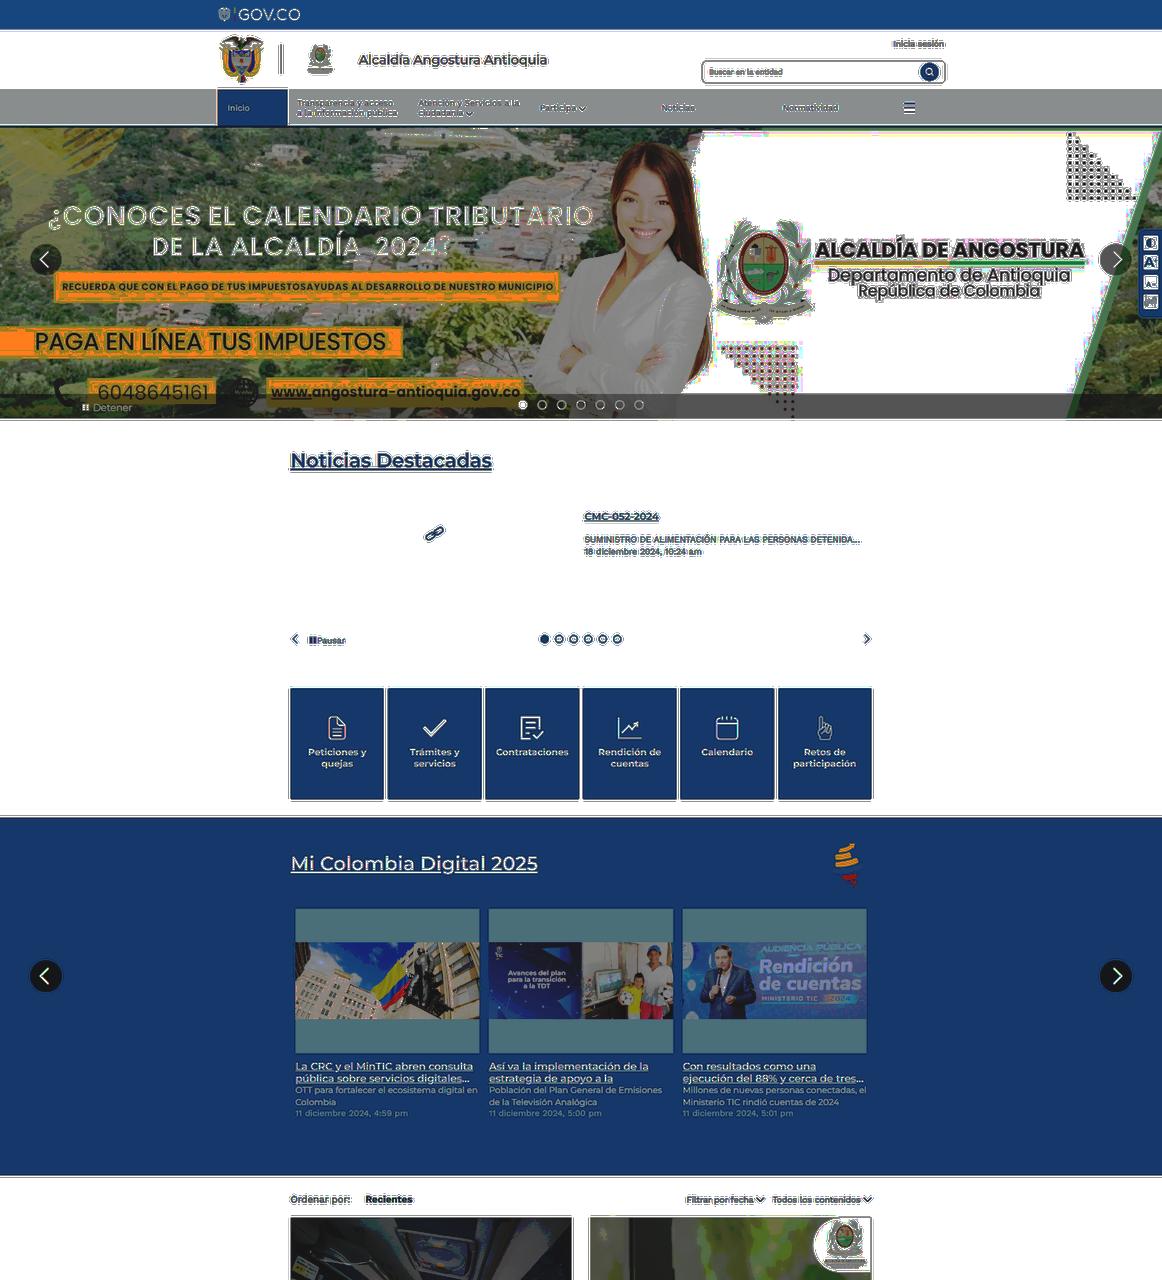 GOV.CO
Alcaldía Angostura Antioquia
Inicia sesión
Buscar en la entidad
Inicio
Transparencia y acceso
a la información pública
Atención y Servicios a la
Ciudadanía
Participa
Noticias
Normatividad
¿CONOCES EL CALENDARIO TRIBUTARIO
DE LA ALCALDÍA 2024?
RECUERDA QUE CON EL PAGO DE TUS IMPUESTOSAYUDAS AL DESARROLLO DE NUESTRO MUNICIPIO
PAGA EN LÍNEA TUS IMPUESTOS
6048645161
www.angostura-antioquia.gov.co
Detener
ALCALDÍA DE ANGOSTURA
Departamento de Antioquia
República de Colombia
Noticias Destacadas
CMC-052-2024
SUMINISTRO DE ALIMENTACIÓN PARA LAS PERSONAS DETENIDA...
18 diciembre 2024, 10:24 am
Pausar
Peticiones y
quejas
Trámites y
servicios
Contrataciones
Rendición de
cuentas
Calendario
Retos de
participación
Mi Colombia Digital 2025
Avances del plan
para la transición
a la TDT
AUDIENCIA PÚBLICA
Rendición
de cuentas
MINISTERIO TIC 2024
La CRC y el MinTIC abren consulta
pública sobre servicios digitales...
OTT para fortalecer el ecosistema digital en
Colombia
11 diciembre 2024, 4:59 pm
Así va la implementación de la
estrategia de apoyo a la
Población del Plan General de Emisiones
de la Televisión Analógica
11 diciembre 2024, 5:00 pm
Con resultados como una
ejecución del 88% y cerca de tres...
Millones de nuevas personas conectadas, el
Ministerio TIC rindió cuentas de 2024
11 diciembre 2024, 5:01 pm
Ordenar por: Recientes
Filtrar por fecha
Todos los contenidos